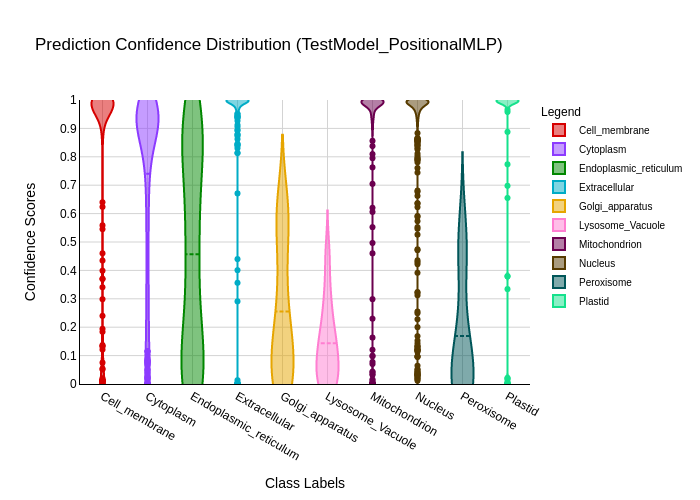 Prediction Confidence Distribution (TestModel_PositionalMLP)
Confidence Scores
1
0.9
0.8
0.7
0.6
0.5
0.4
0.3
0.2
0.1
0
Cell_membrane
Cytoplasm
Endoplasmic_reticulum
Extracellular
Golgi_apparatus
Lysosome_Vacuole
Mitochondrion
Nucleus
Peroxisome
Plastid
Class Labels
Legend
Cell_membrane
Cytoplasm
Endoplasmic_reticulum
Extracellular
Golgi_apparatus
Lysosome_Vacuole
Mitochondrion
Nucleus
Peroxisome
Plastid